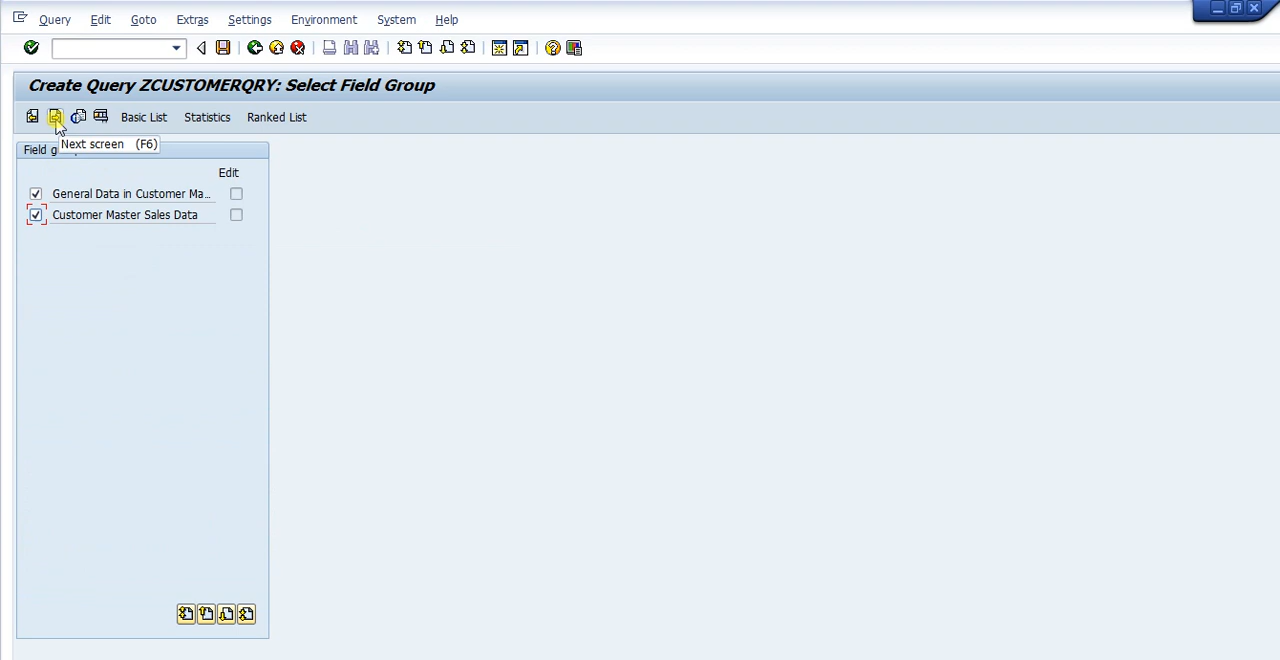 Query Edit Goto Extras Settings Environment System Help
Create Query ZCUSTOMERQRY: Select Field Group
Basic List Statistics Ranked List
Next screen (F6)
Field g
Edit
General Data in Customer Ma...
Customer Master Sales Data